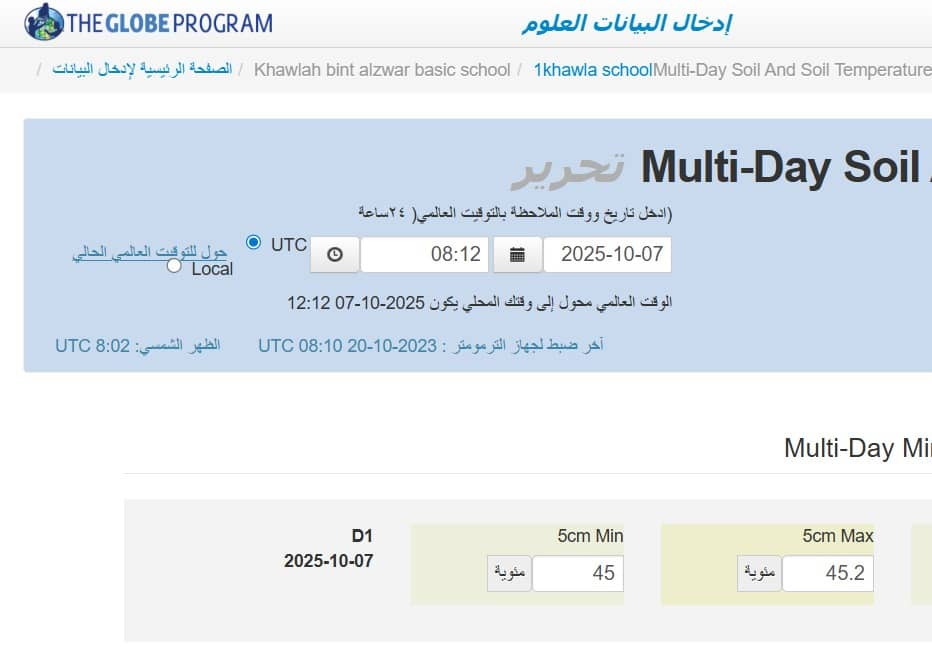 THE GLOBE PROGRAM
إدخال البيانات العلوم
/ الصفحة الرئيسية لإدخال البيانات / Khawlah bint alzwar basic school / 1khawla schoolMulti-Day Soil And Soil Temperature
تحرير Multi-Day Soil
(ادخل تاريخ ووقت الملاحظة بالتوقيت العالمي( ٢٤ساعة
2025-10-07 08:12 UTC حول للتوقيت العالمي الحالي
Local
الوقت العالمي محول إلى وقتك المحلي يكون 2025-10-07 12:12
آخر ضبط لجهاز الترمومتر : 2023-10-20 08:10 UTC الظهر الشمسي: 8:02 UTC
Multi-Day
D1 5cm Min 5cm Max
2025-10-07
مئوية 45 مئوية 45.2